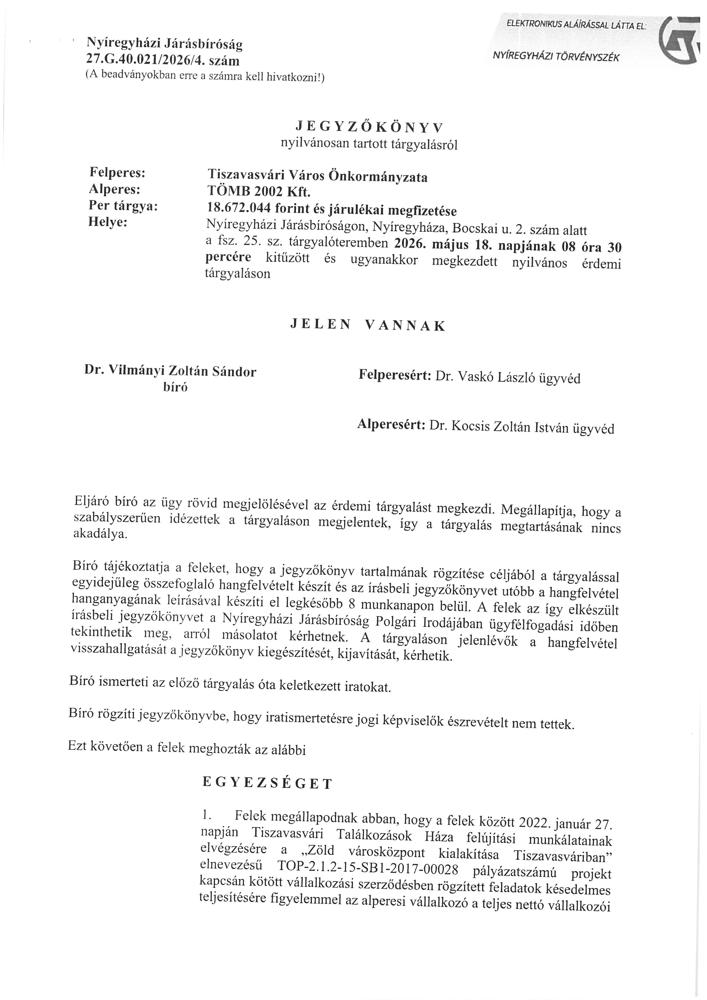 ELEKTRONIKUS ALÁÍRÁSSAL LÁTTA EL:
NYÍREGYHÁZI TÖRVÉNYSZÉK
Nyíregyházi Járásbíróság
27.G.40.021/2026/4. szám
(A beadványokban erre a számra kell hivatkozni!)
JEGYZŐKÖNYV
nyilvánosan tartott tárgyalásról
Felperes: Tiszavasvári Város Önkormányzata
Alperes: TÖMB 2002 Kft.
Per tárgya: 18.672.044 forint és járulékai megfizetése
Helye: Nyíregyházi Járásbíróságon, Nyíregyháza, Bocskai u. 2. szám alatt
a fsz. 25. sz. tárgyalóteremben 2026. május 18. napjának 08 óra 30
percére kitűzött és ugyanakkor megkezdett nyilvános érdemi
tárgyaláson
JELEN VANNAK
Dr. Vilmányi Zoltán Sándor
bíró
Felperesért: Dr. Vaskó László ügyvéd
Alperesért: Dr. Kocsis Zoltán István ügyvéd
Eljáró bíró az ügy rövid megjelölésével az érdemi tárgyalást megkezdi. Megállapítja, hogy a
szabályszerűen idézettek a tárgyaláson megjelentek, így a tárgyalás megtartásának nincs
akadálya.
Bíró tájékoztatja a feleket, hogy a jegyzőkönyv tartalmának rögzítése céljából a tárgyalással
egyidejűleg összefoglaló hangfelvételt készít és az írásbeli jegyzőkönyvet utóbb a hangfelvétel
hanganyagának leírásával készíti el legkésőbb 8 munkanapon belül. A felek az így elkészült
írásbeli jegyzőkönyvet a Nyíregyházi Járásbíróság Polgári Irodájában ügyfélfogadási időben
tekinthetik meg, arról másolatot kérhetnek. A tárgyaláson jelenlévők a hangfelvétel
visszahallgatását a jegyzőkönyv kiegészítését, kijavítását, kérhetik.
Bíró ismerteti az előző tárgyalás óta keletkezett iratokat.
Bíró rögzíti jegyzőkönyvbe, hogy iratismertetésre jogi képviselők észrevételt nem tettek.
Ezt követően a felek meghozták az alábbi
EGYEZSÉGET
1. Felek megállapodnak abban, hogy a felek között 2022. január 27.
napján Tiszavasvári Találkozások Háza felújítási munkálatainak
elvégzésére a „Zöld városközpont kialakítása Tiszavasváriban”
elnevezésű TOP-2.1.2-15-SB1-2017-00028 pályázatszámú projekt
kapcsán kötött vállalkozási szerződésben rögzített feladatok késedelmes
teljesítésére figyelemmel az alperesi vállalkozó a teljes nettó vállalkozói